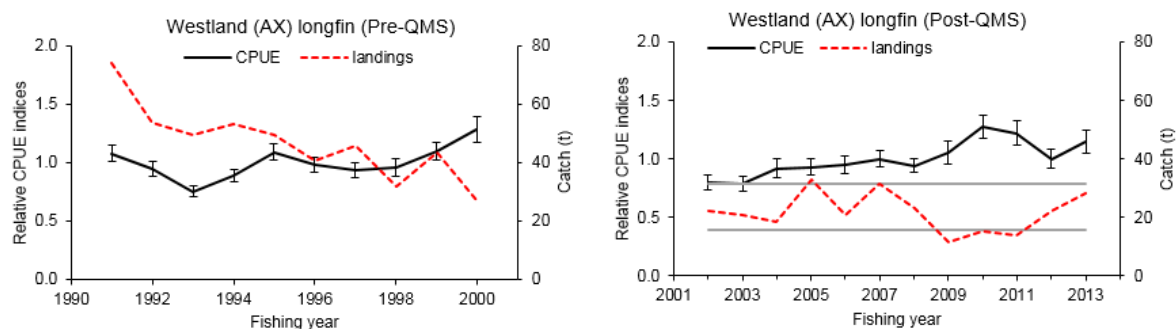 Westland (AX) longfin (Pre-QMS)
CPUE landings
Relative CPUE indices
2.0
1.5
1.0
0.5
0.0
80
60
40
20
0
Catch (t)
1990 1992 1994 1996 1998 2000
Fishing year
Westland (AX) longfin (Post-QMS)
CPUE landings
Relative CPUE indices
2.0
1.5
1.0
0.5
0.0
80
60
40
20
0
Catch (t)
2001 2003 2005 2007 2009 2011 2013
Fishing year